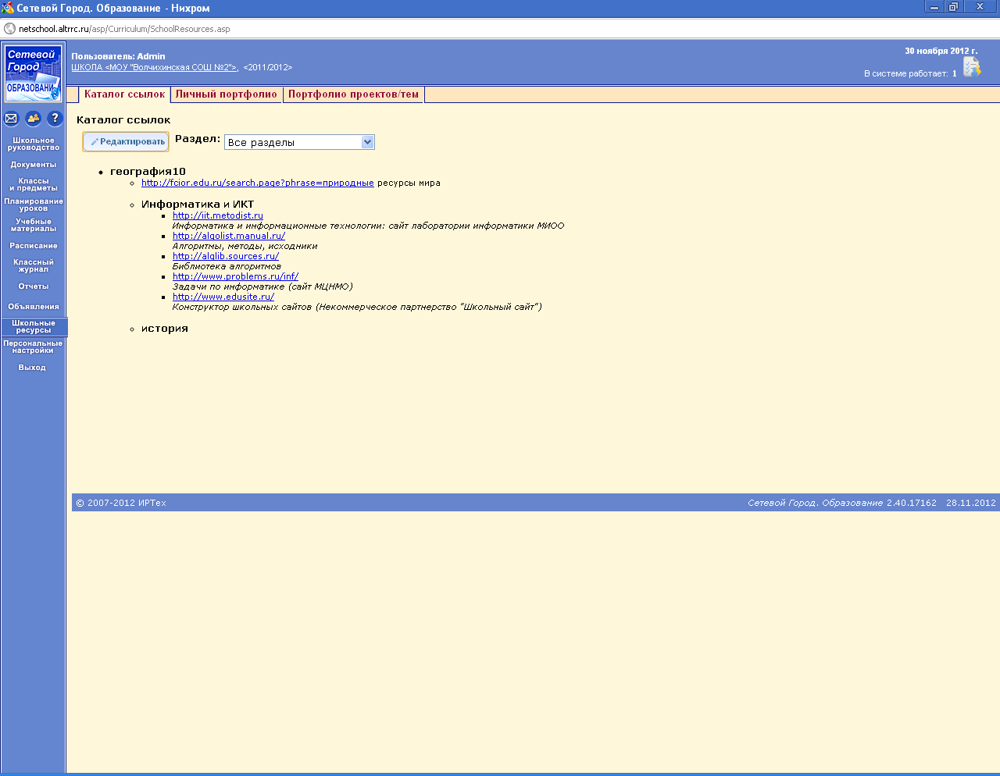 Сетевой Город. Образование - Нихром
netschool.altrrc.ru/asp/Curriculum/SchoolResources.asp
Сетевой
Город
ОБРАЗОВАНИ
Пользователь: Admin
ШКОЛА <МОУ "Волчихинская СОШ №2">, <2011/2012>
30 ноября 2012 г.
В системе работает: 1
Каталог ссылок Личный портфолио Портфолио проектов/тем
Школьное
руководство
Документы
Классы
и предметы
Планирование
уроков
Учебные
материалы
Расписание
Классный
журнал
Отчеты
Объявления
Школьные
ресурсы
Персональные
настройки
Выход
Каталог ссылок
Редактировать Раздел: Все разделы
география10
http://fcior.edu.ru/search.page?phrase=природные ресурсы мира
Информатика и ИКТ
http://iit.metodist.ru
Информатика и информационные технологии: сайт лаборатории информатики МИОО
http://algolist.manual.ru/
Алгоритмы, методы, исходники
http://alglib.sources.ru/
Библиотека алгоритмов
http://www.problems.ru/inf/
Задачи по информатике (сайт МЦНМО)
http://www.edusite.ru/
Конструктор школьных сайтов (Некоммерческое партнерство "Школьный сайт")
история
© 2007-2012 ИРТех
Сетевой Город. Образование 2.40.17162 28.11.2012